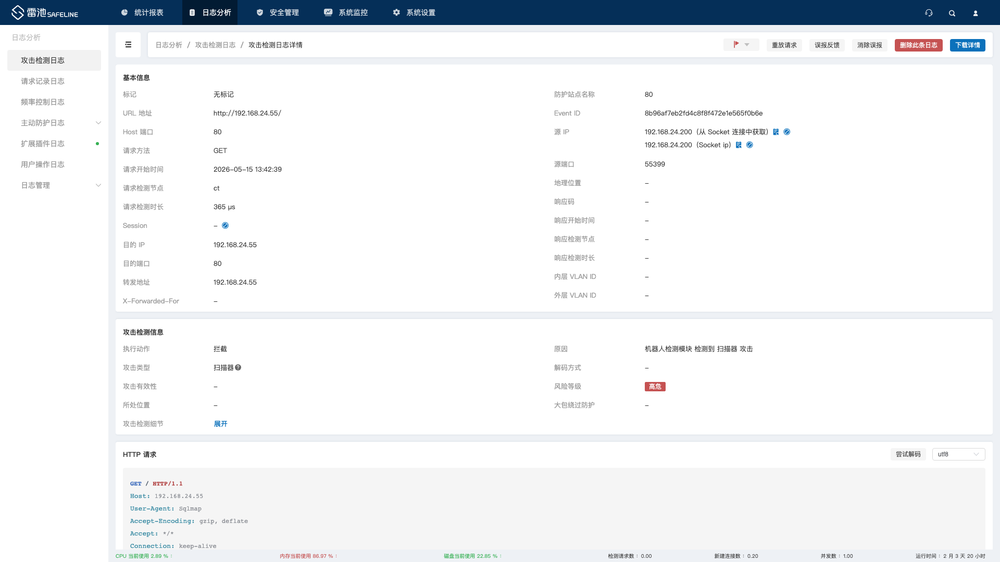 雷池 SAFELINE
统计报表
日志分析
安全管理
系统监控
系统设置
日志分析
攻击检测日志
请求记录日志
频率控制日志
主动防护日志
扩展插件日志
用户操作日志
日志管理
日志分析 / 攻击检测日志 / 攻击检测日志详情
重放请求
误报反馈
消除误报
删除此条日志
下载详情
基本信息
标记 无标记
URL 地址 http://192.168.24.55/
Host 端口 80
请求方法 GET
请求开始时间 2026-05-15 13:42:39
请求检测节点 ct
请求检测时长 365 μs
Session –
目的 IP 192.168.24.55
目的端口 80
转发地址 192.168.24.55
X-Forwarded-For –
防护站点名称 80
Event ID 8b96af7eb2fd4c8f8f472e1e565f0b6e
源 IP 192.168.24.200（从 Socket 连接中获取）
192.168.24.200（Socket ip）
源端口 55399
地理位置 –
响应码 –
响应开始时间 –
响应检测节点 –
响应检测时长 –
内层 VLAN ID –
外层 VLAN ID –
攻击检测信息
执行动作 拦截
攻击类型 扫描器
攻击有效性 –
所处位置 –
攻击检测细节 展开
原因 机器人检测模块 检测到 扫描器 攻击
解码方式 –
风险等级 高危
大包绕过防护 –
HTTP 请求
尝试解码
utf8
GET / HTTP/1.1
Host: 192.168.24.55
User-Agent: Sqlmap
Accept-Encoding: gzip, deflate
Accept: */*
Connection: keep-alive
CPU 当前使用 2.89 % :
内存当前使用 86.97 % :
磁盘当前使用 22.85 % :
检测请求数： 0.00
新建连接数： 0.20
并发数： 1.00
运行时间： 2 月 3 天 20 小时